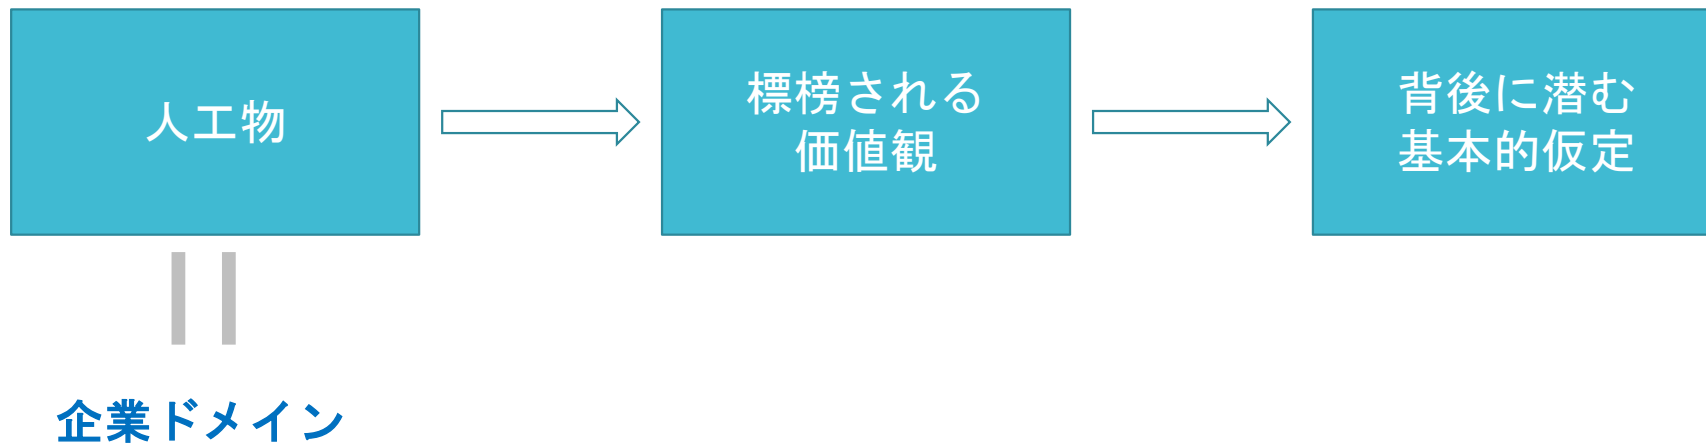 人工物
標榜される
価値観
背後に潜む
基本的仮定
企業ドメイン